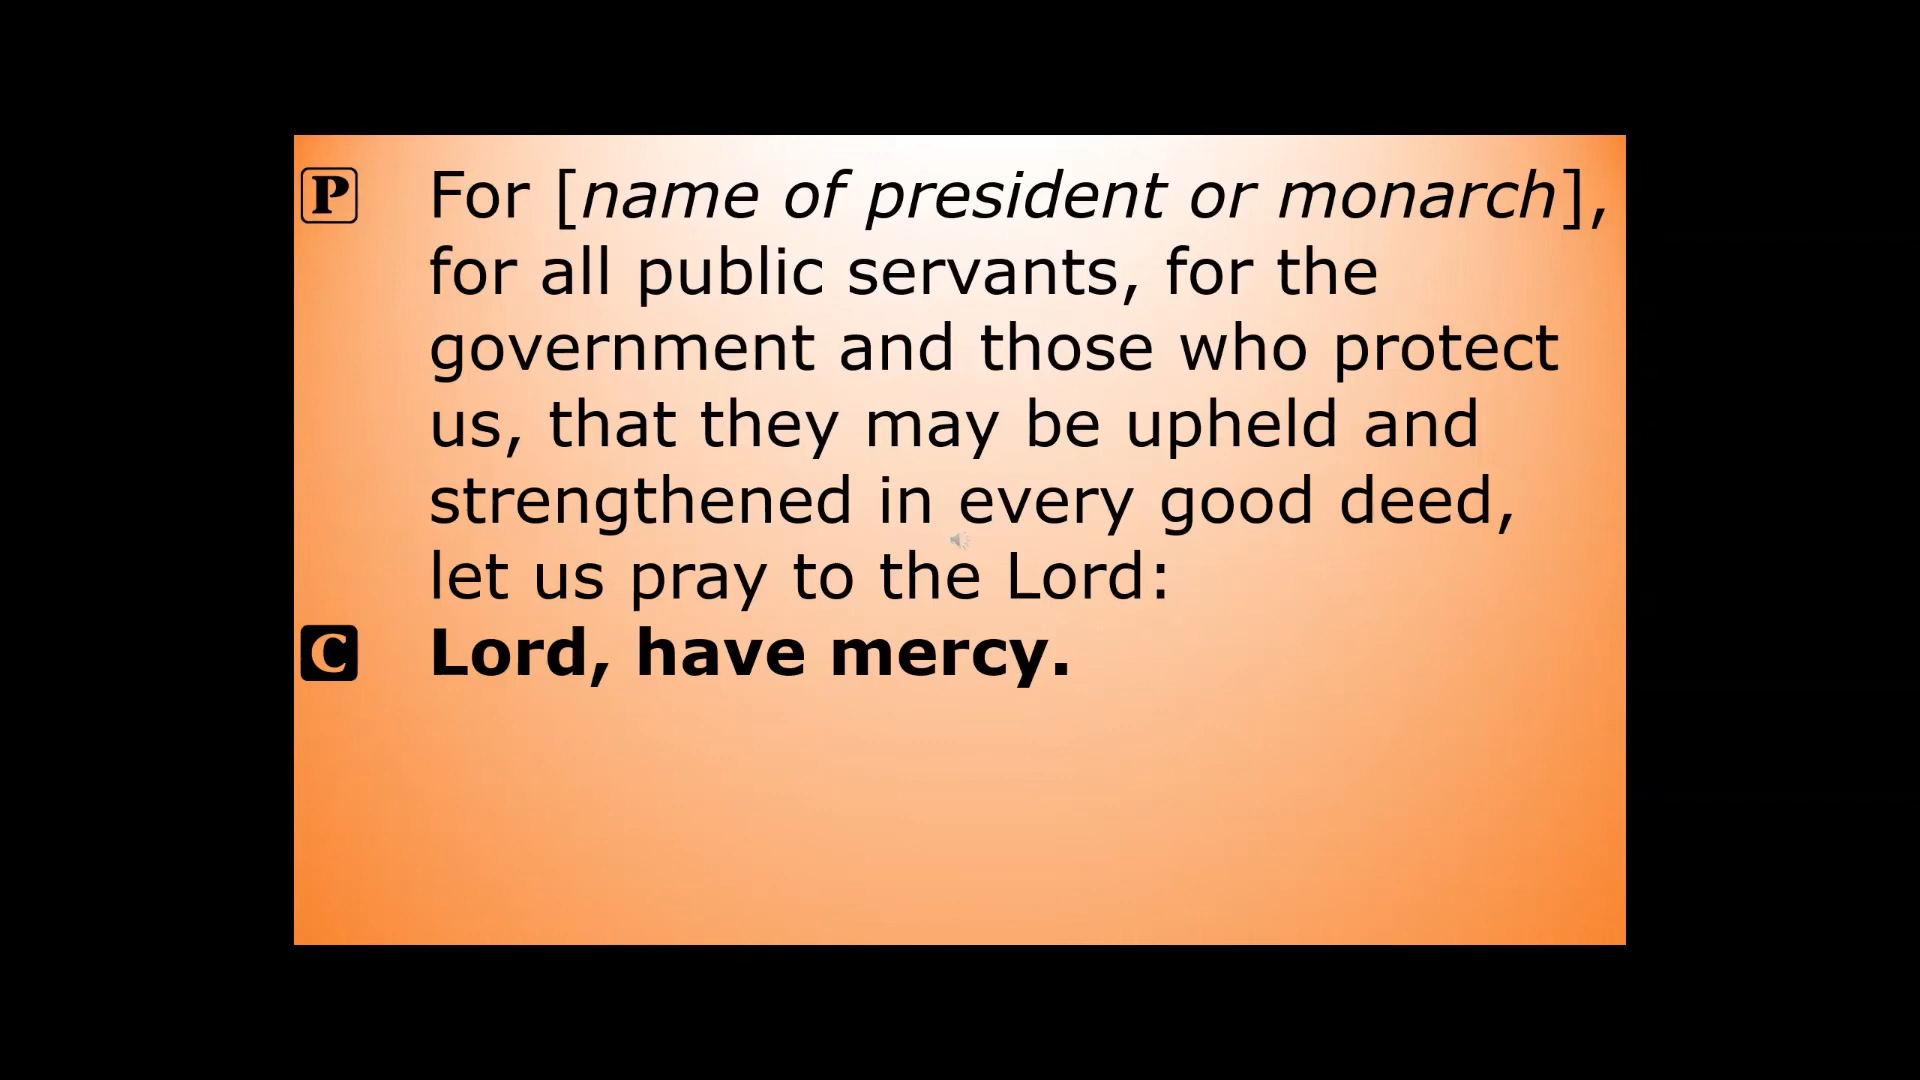 P For [name of president or monarch],
for all public servants, for the
government and those who protect
us, that they may be upheld and
strengthened in every good deed,
let us pray to the Lord:
C Lord, have mercy.